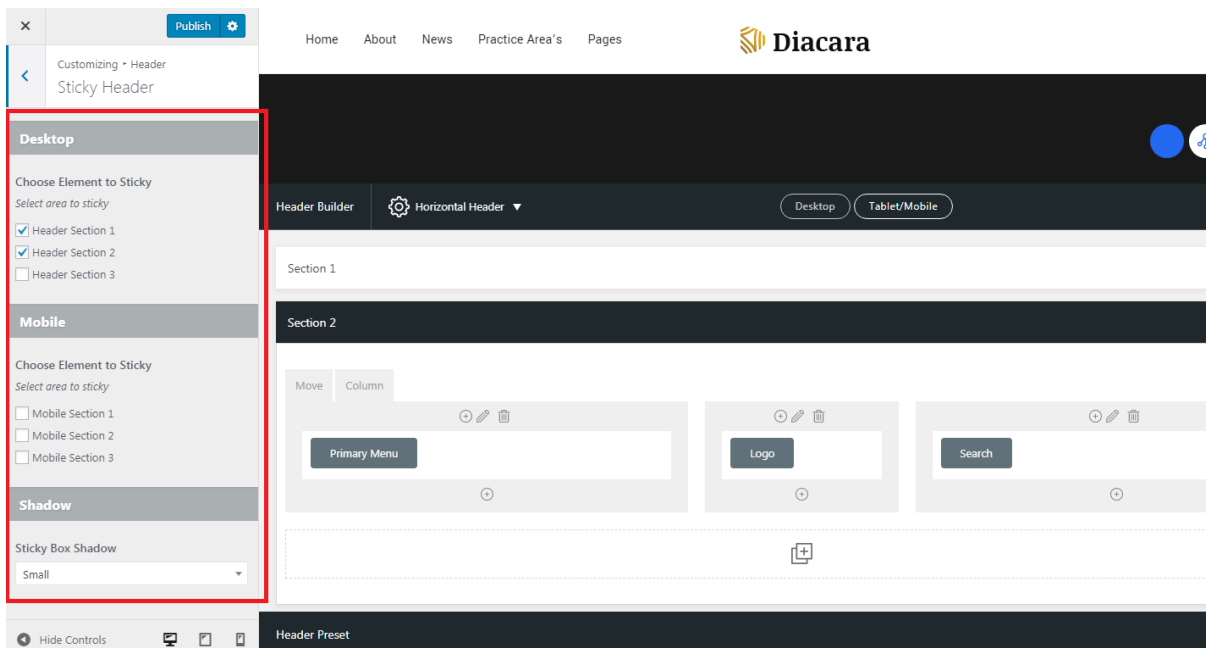 Publish
Customizing ‣ Header
Sticky Header
Desktop
Choose Element to Sticky
Select area to sticky
Header Section 1
Header Section 2
Header Section 3
Mobile
Choose Element to Sticky
Select area to sticky
Mobile Section 1
Mobile Section 2
Mobile Section 3
Shadow
Sticky Box Shadow
Small
Hide Controls
Home About News Practice Area's Pages
Diacara
Header Builder Horizontal Header Desktop Tablet/Mobile
Section 1
Section 2
Move Column
Primary Menu Logo Search
Header Preset